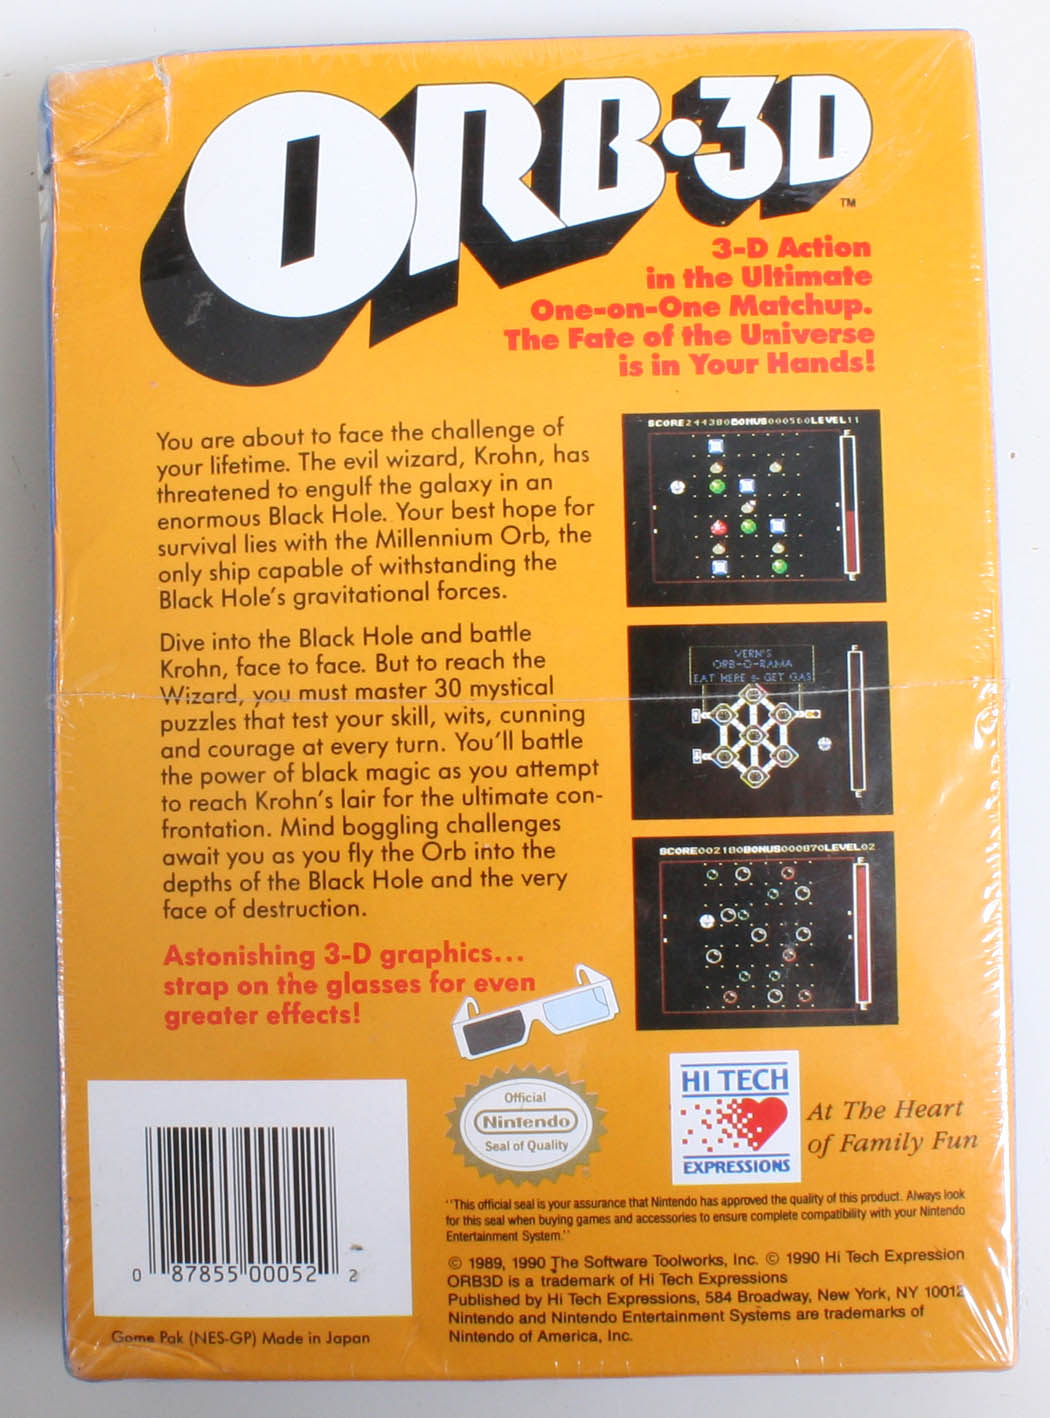 ORB·3D
™
3-D Action
in the Ultimate
One-on-One Matchup.
The Fate of the Universe
is in Your Hands!
You are about to face the challenge of
your lifetime. The evil wizard, Krohn, has
threatened to engulf the galaxy in an
enormous Black Hole. Your best hope for
survival lies with the Millennium Orb, the
only ship capable of withstanding the
Black Hole's gravitational forces.
Dive into the Black Hole and battle
Krohn, face to face. But to reach the
Wizard, you must master 30 mystical
puzzles that test your skill, wits, cunning
and courage at every turn. You'll battle
the power of black magic as you attempt
to reach Krohn's lair for the ultimate con-
frontation. Mind boggling challenges
await you as you fly the Orb into the
depths of the Black Hole and the very
face of destruction.
Astonishing 3-D graphics...
strap on the glasses for even
greater effects!
SCORE244380BONUS000560LEVEL11
F
E
VERN'S
ORB-O-RAMA
EAT HERE & GET GAS
F
E
SCORE002180BONUS000870LEVEL02
F
E
Official
Nintendo
Seal of Quality
HI TECH
EXPRESSIONS
At The Heart
of Family Fun
"This official seal is your assurance that Nintendo has approved the quality of this product. Always look
for this seal when buying games and accessories to ensure complete compatibility with your Nintendo
Entertainment System."
© 1989, 1990 The Software Toolworks, Inc. © 1990 Hi Tech Expression
ORB3D is a trademark of Hi Tech Expressions
Published by Hi Tech Expressions, 584 Broadway, New York, NY 10012
Nintendo and Nintendo Entertainment Systems are trademarks of
Nintendo of America, Inc.
0 87855 00052 2
Game Pak (NES-GP) Made in Japan